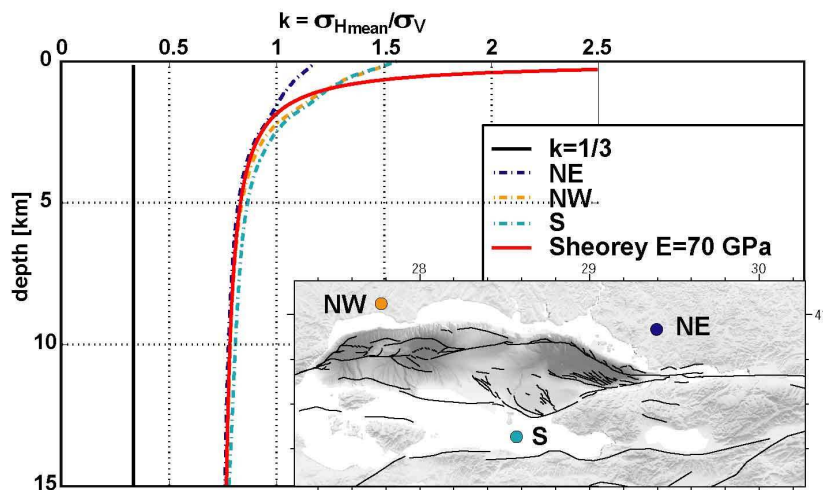 k = σHmean/σV
0 0.5 1 1.5 2 2.5
0
5
10
15
depth [km]
k=1/3
NE
NW
S
Sheorey E=70 GPa
28 29 30
4
NW
NE
S